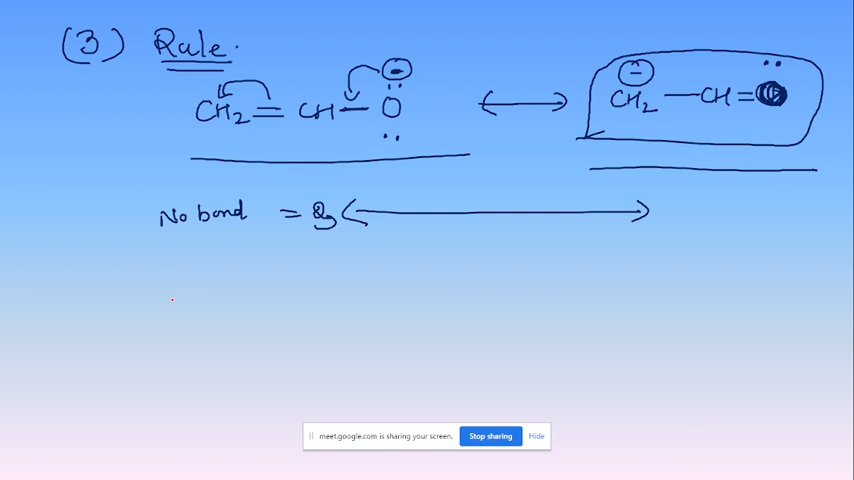 (3) Rule.
CH2 = CH — O ⊖ ⟷ ⊖ CH2 — CH =
No bond =
meet.google.com is sharing your screen. Stop sharing Hide